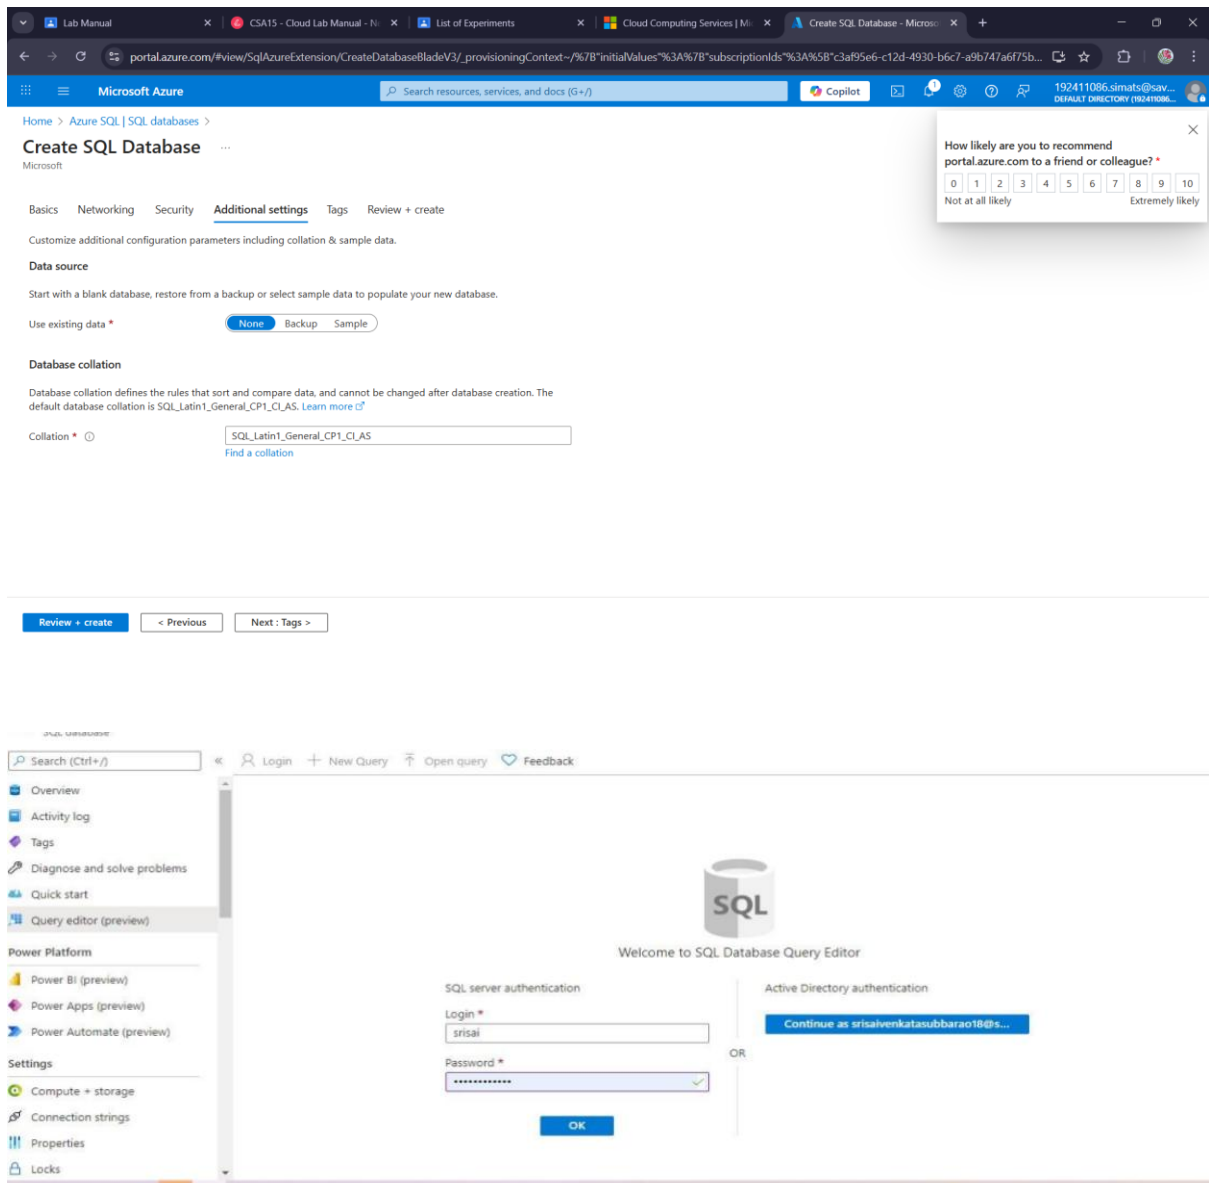 Lab Manual
CSA15 - Cloud Lab Manual - N
List of Experiments
Cloud Computing Services | Mi
Create SQL Database - Microso
portal.azure.com/#view/SqlAzureExtension/CreateDatabaseBladeV3/_provisioningContext~/%7B"initialValues"%3A%7B"subscriptionIds"%3A%5B"c3af95e6-c12d-4930-b6c7-a9b747a6f75b...
Microsoft Azure
Search resources, services, and docs (G+/)
Copilot
1
192411086.simats@sav...
DEFAULT DIRECTORY (192411086...
Home > Azure SQL | SQL databases >
Create SQL Database ...
Microsoft
How likely are you to recommend
portal.azure.com to a friend or colleague? *
0 1 2 3 4 5 6 7 8 9 10
Not at all likely Extremely likely
Basics Networking Security Additional settings Tags Review + create
Customize additional configuration parameters including collation & sample data.
Data source
Start with a blank database, restore from a backup or select sample data to populate your new database.
Use existing data * None Backup Sample
Database collation
Database collation defines the rules that sort and compare data, and cannot be changed after database creation. The
default database collation is SQL_Latin1_General_CP1_CI_AS. Learn more
Collation * SQL_Latin1_General_CP1_CI_AS
Find a collation
Review + create < Previous Next : Tags >
SQL database
Search (Ctrl+/) « Login + New Query Open query Feedback
Overview
Activity log
Tags
Diagnose and solve problems
Quick start
Query editor (preview)
Power Platform
Power BI (preview)
Power Apps (preview)
Power Automate (preview)
Settings
Compute + storage
Connection strings
Properties
Locks
SQL
Welcome to SQL Database Query Editor
SQL server authentication
Login *
srisai
Password *
OK
OR
Active Directory authentication
Continue as srisaivenkatasubbarao18@s...